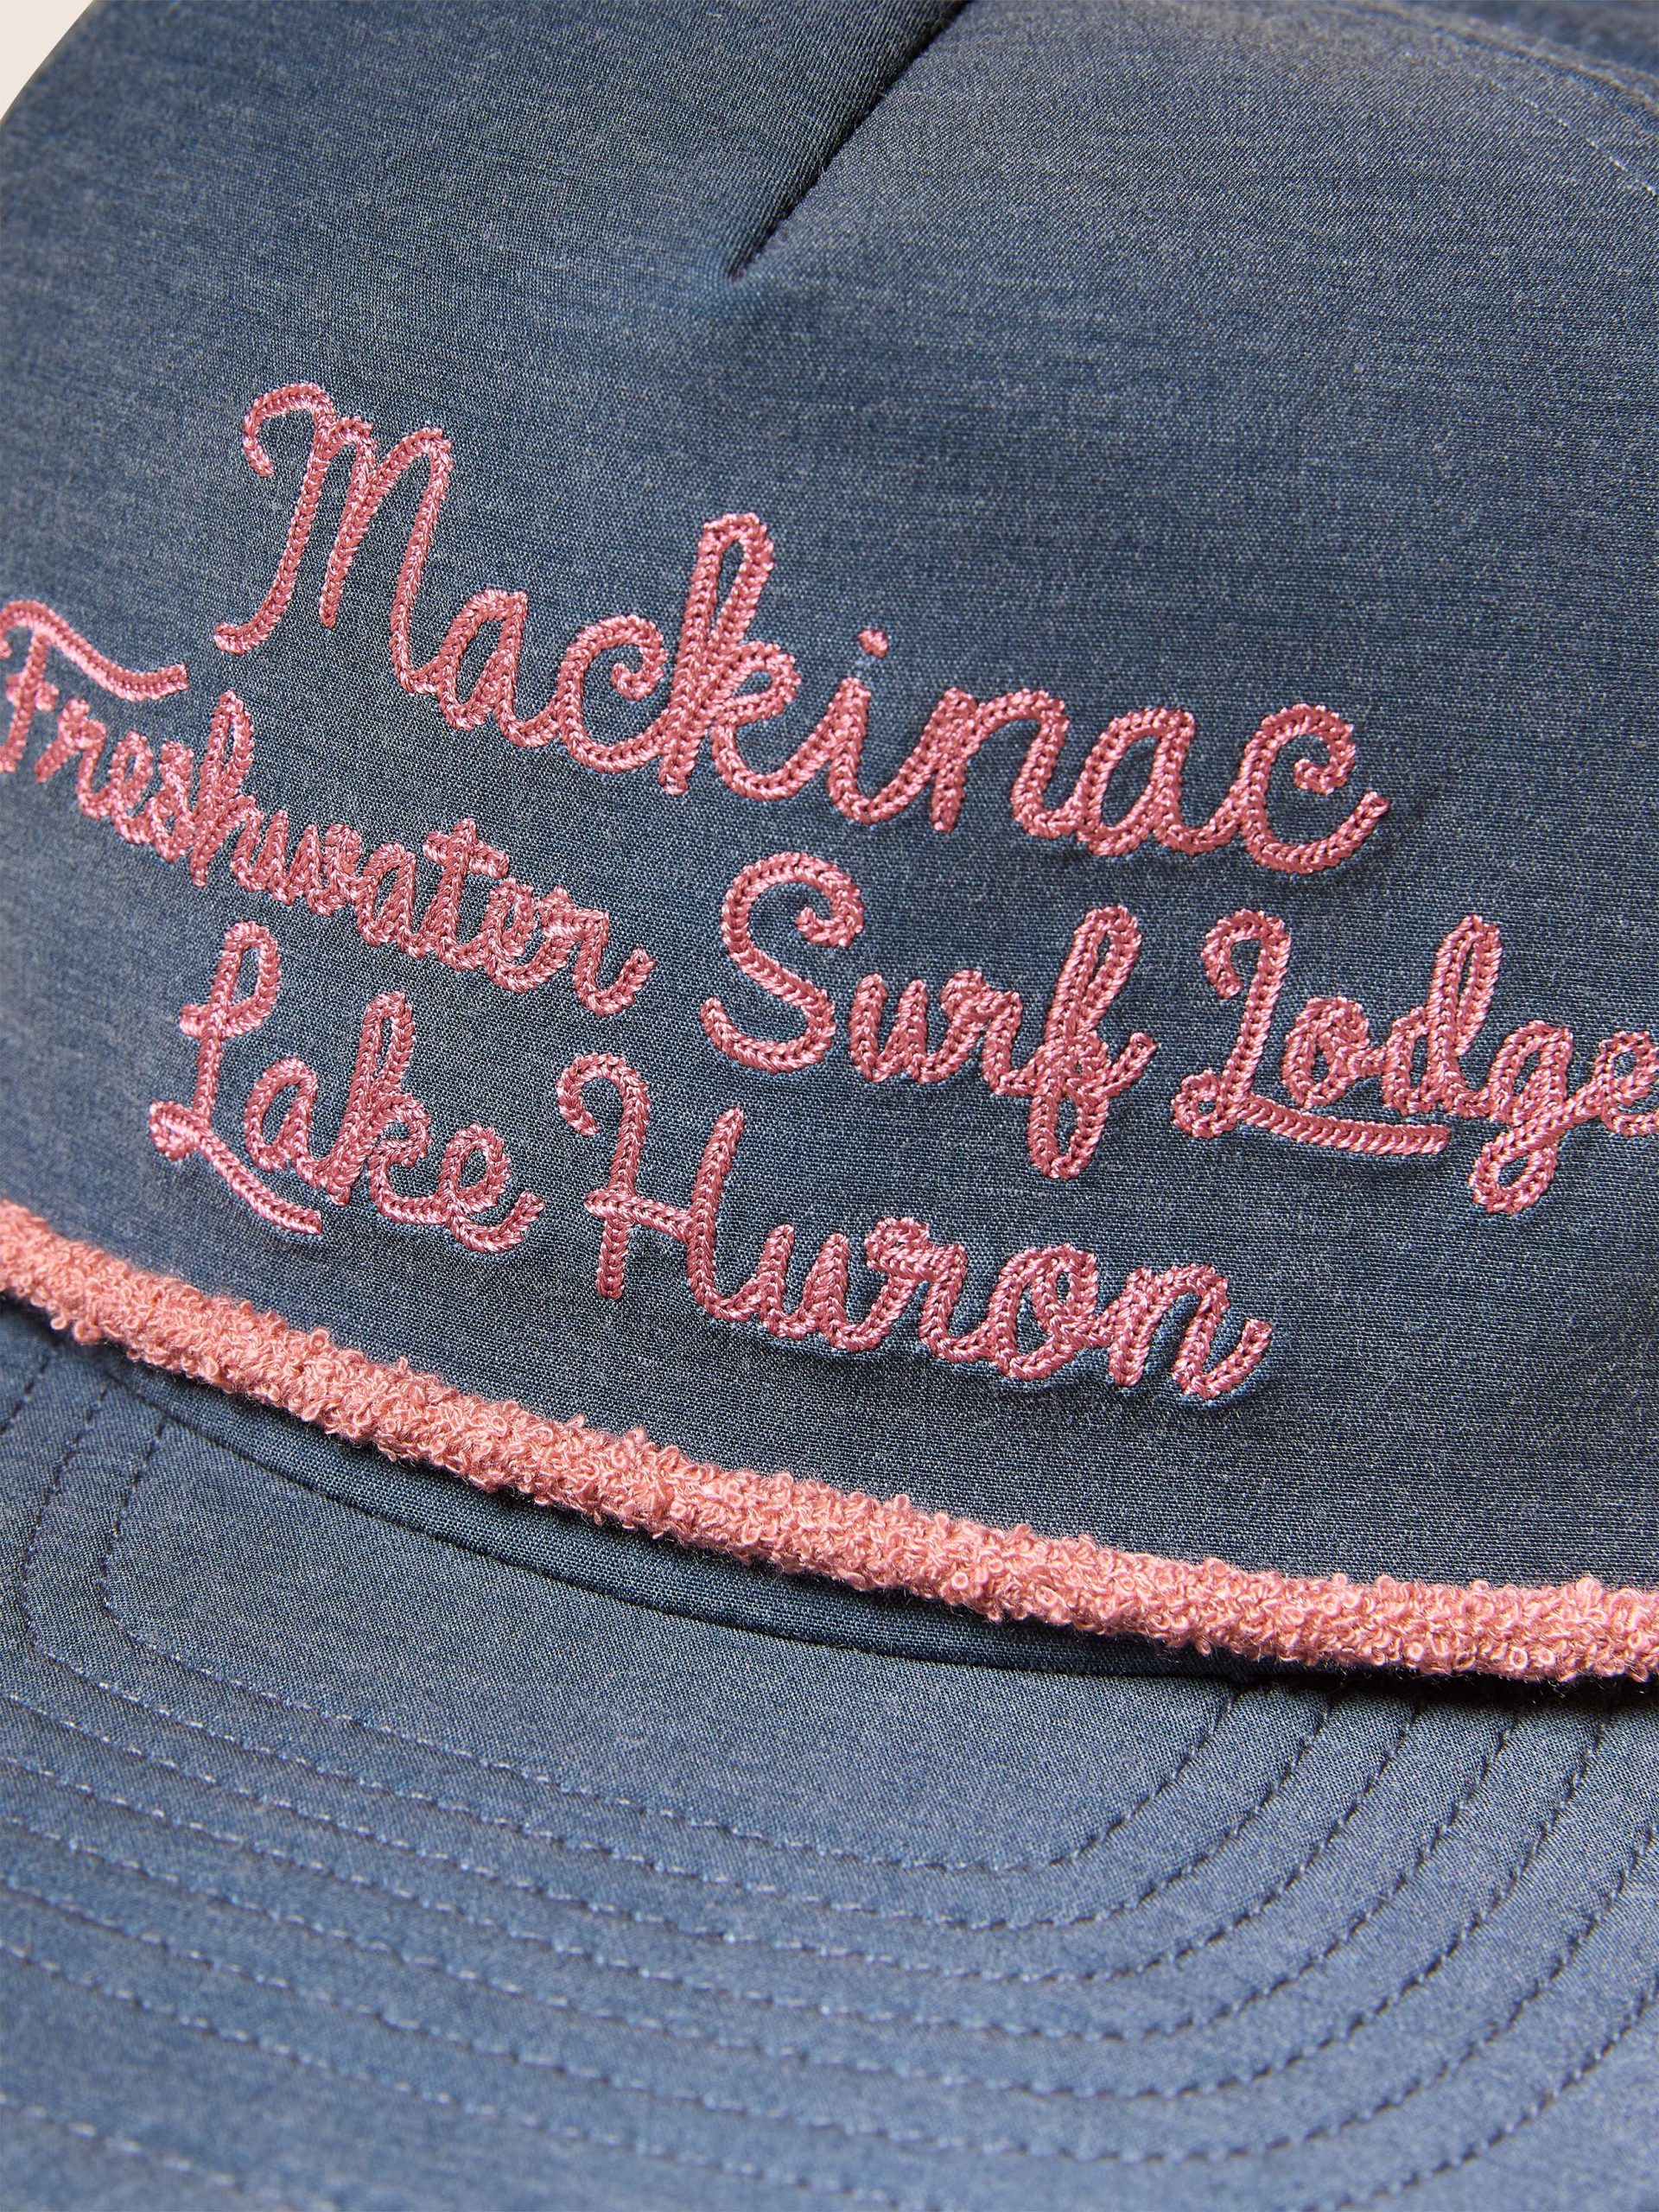 Mackinac
Freshwater Surf Lodge
Lake Huron